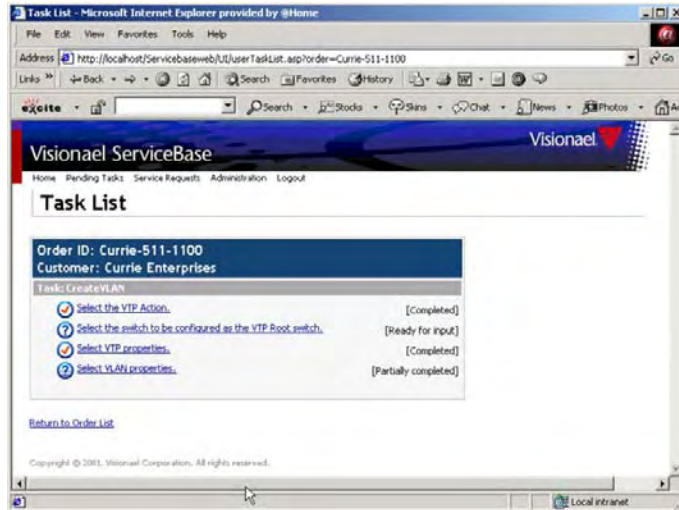 Task List - Microsoft Internet Explorer provided by @Home
File Edit View Favorites Tools Help
Address http://localhost/Servicebaseweb/UI/userTaskList.asp?order=Currie-511-1100 Go
Links » Back Search Favorites History
excite Search Stocks Skins Chat News Photos
Visionael ServiceBase
Visionael
Home Pending Tasks Service Requests Administration Logout
Task List
Order ID: Currie-511-1100
Customer: Currie Enterprises
Task: CreateVLAN
Select the VTP Action. [Completed]
Select the switch to be configured as the VTP Root switch. [Ready for input]
Select VTP properties. [Completed]
Select VLAN properties. [Partially completed]
Return to Order List
Copyright © 2001, Visionael Corporation. All rights reserved.
Local intranet